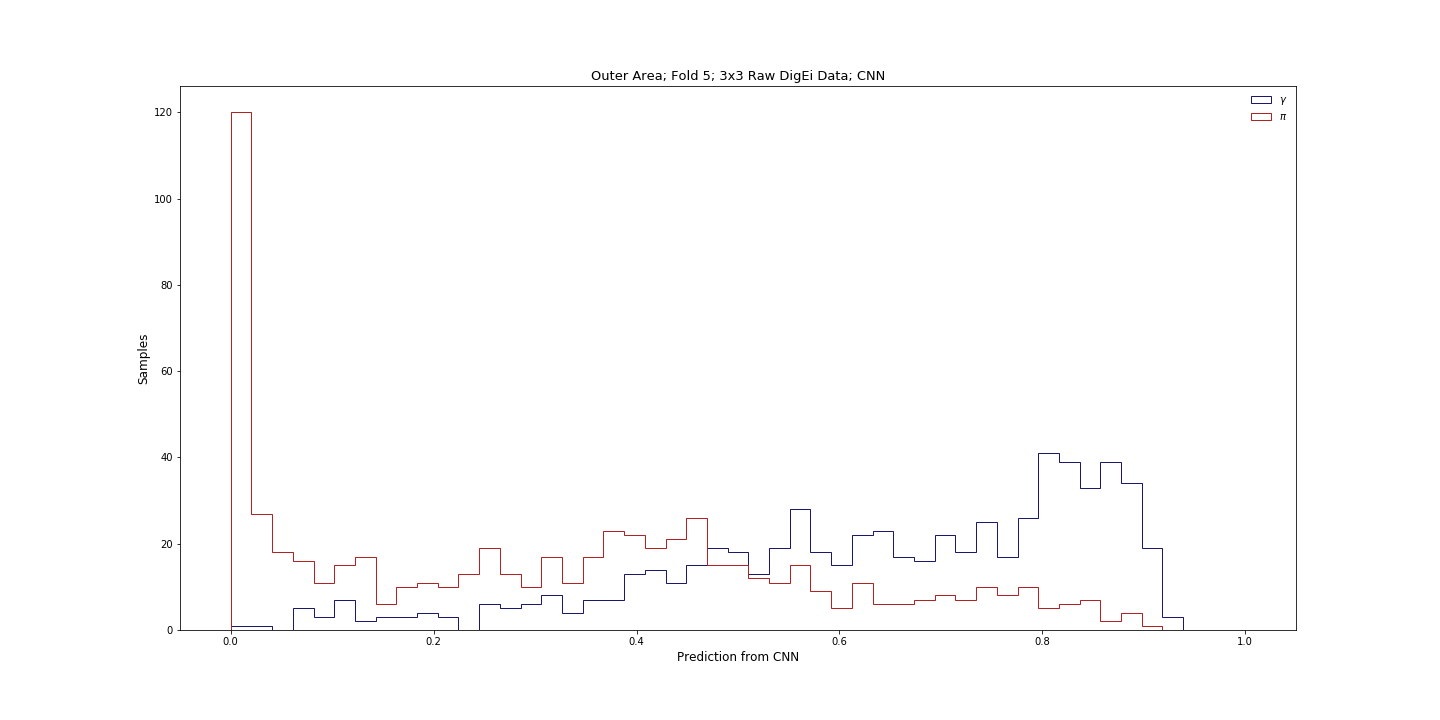 Outer Area; Fold 5; 3x3 Raw DigEi Data; CNN
γ
π
120
100
80
60
40
20
0
Samples
0.0 0.2 0.4 0.6 0.8 1.0
Prediction from CNN